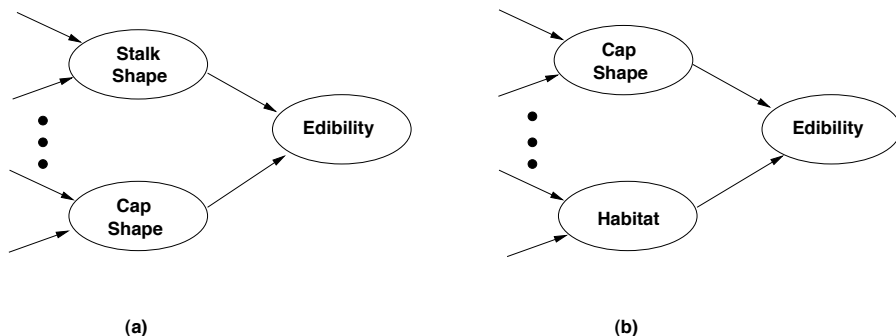 Stalk
Shape
Edibility
Cap
Shape
(a)
Cap
Shape
Edibility
Habitat
(b)